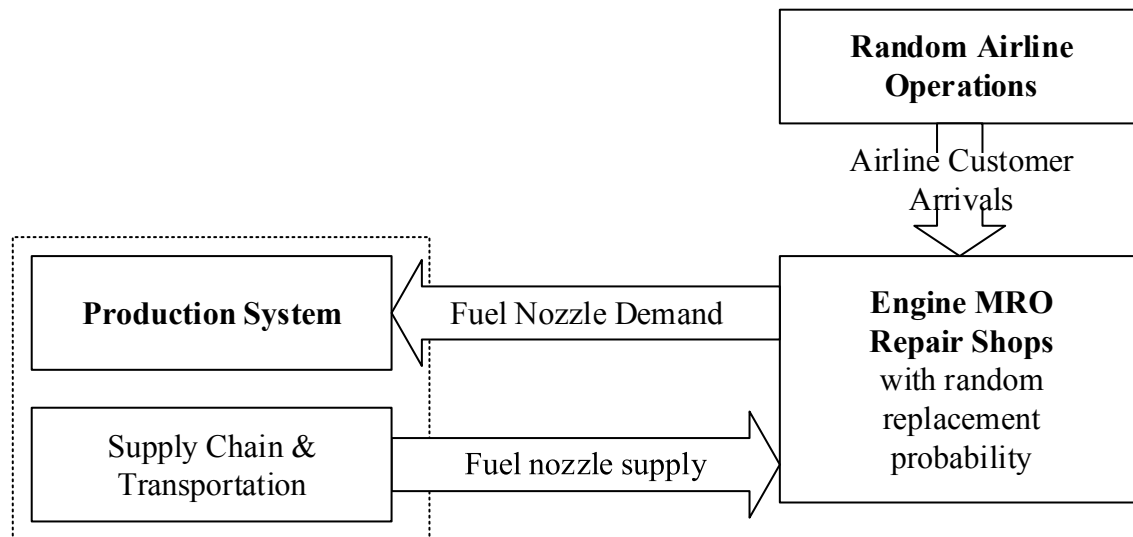 Random Airline
Operations
Airline Customer
Arrivals
Production System
Fuel Nozzle Demand
Engine MRO
Repair Shops
with random
replacement
probability
Supply Chain &
Transportation
Fuel nozzle supply